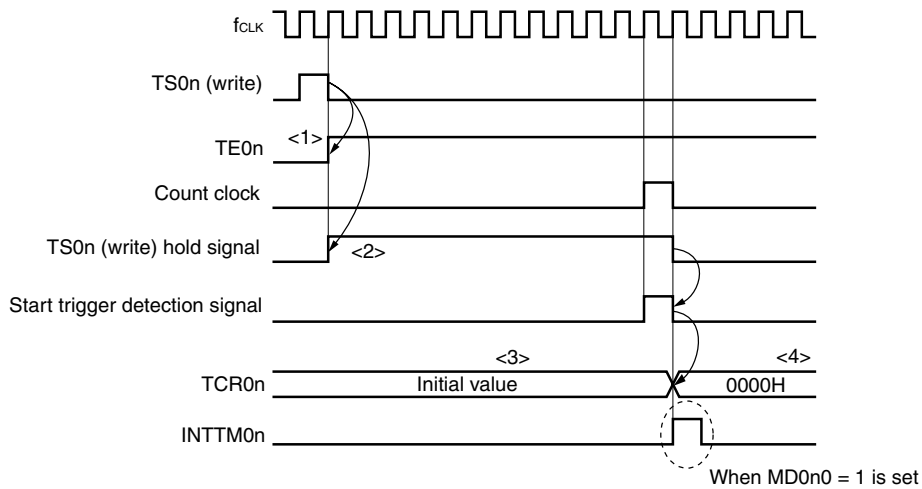 fCLK
TS0n (write)
<1>
TE0n
Count clock
TS0n (write) hold signal
<2>
Start trigger detection signal
<3>
<4>
TCR0n
Initial value
0000H
INTTM0n
When MD0n0 = 1 is set